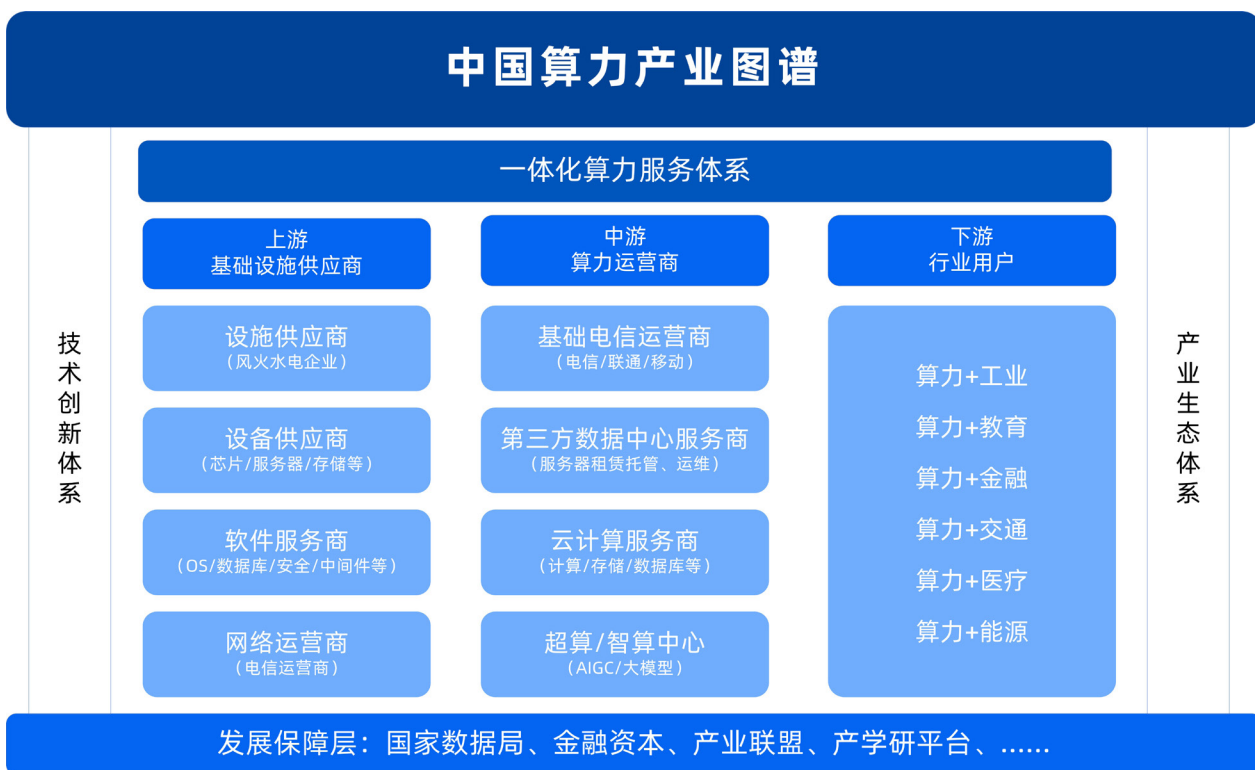 中国算力产业图谱
一体化算力服务体系
技术创新体系
上游
基础设施供应商
设施供应商
（风火水电企业）
设备供应商
（芯片/服务器/存储等）
软件服务商
（OS/数据库/安全/中间件等）
网络运营商
（电信运营商）
中游
算力运营商
基础电信运营商
（电信/联通/移动）
第三方数据中心服务商
（服务器租赁托管、运维）
云计算服务商
（计算/存储/数据库等）
超算/智算中心
（AIGC/大模型）
下游
行业用户
算力+工业
算力+教育
算力+金融
算力+交通
算力+医疗
算力+能源
产业生态体系
发展保障层：国家数据局、金融资本、产业联盟、产学研平台、......